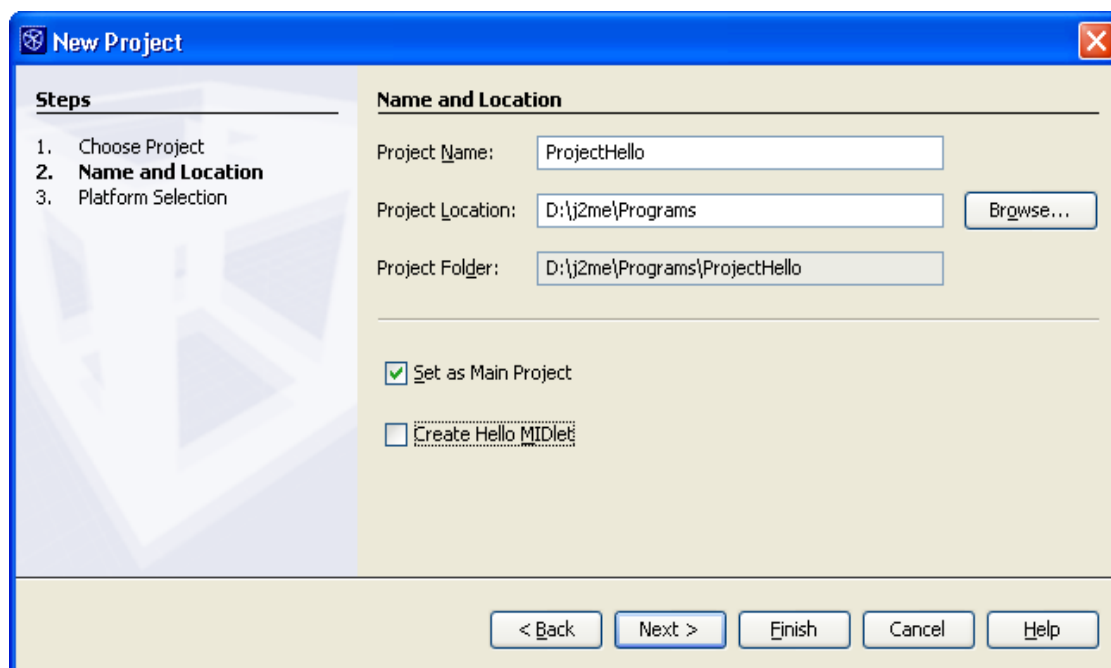 New Project
Steps
1. Choose Project
2. Name and Location
3. Platform Selection
Name and Location
Project Name: ProjectHello
Project Location: D:\j2me\Programs Browse...
Project Folder: D:\j2me\Programs\ProjectHello
Set as Main Project
Create Hello MIDlet
< Back Next > Finish Cancel Help